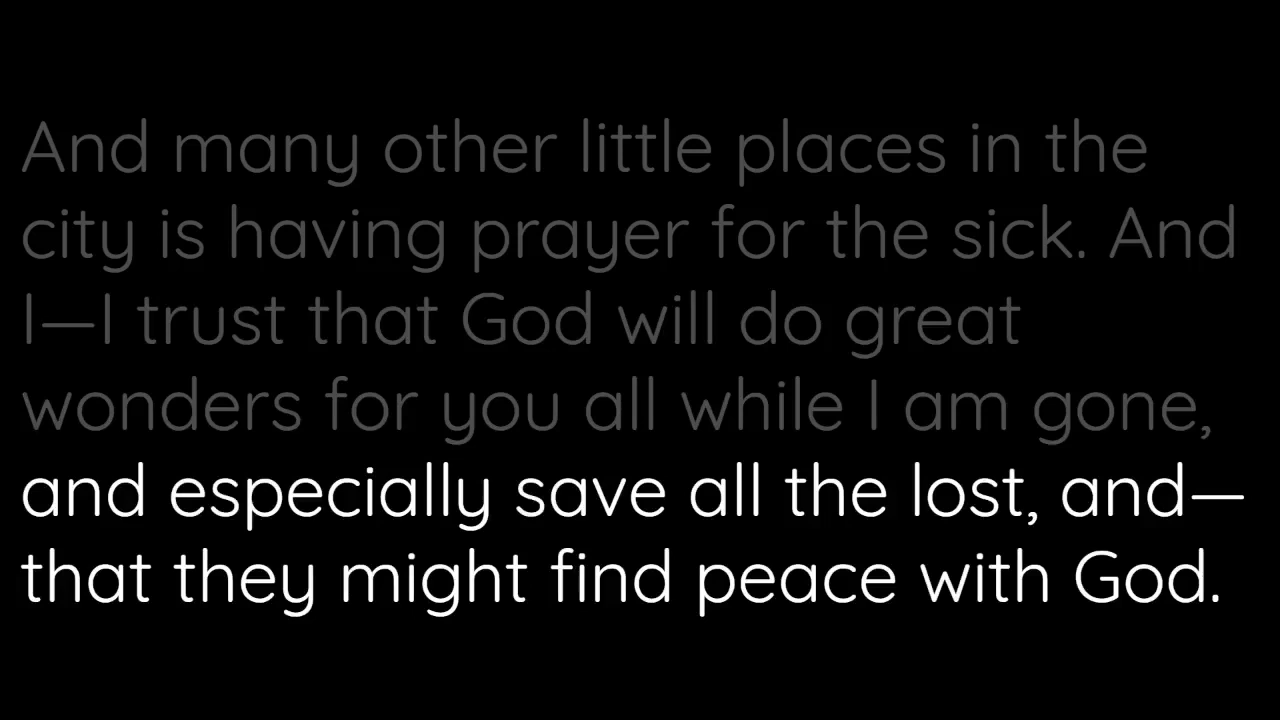 And many other little places in the
city is having prayer for the sick. And
I—I trust that God will do great
wonders for you all while I am gone,
and especially save all the lost, and—
that they might find peace with God.